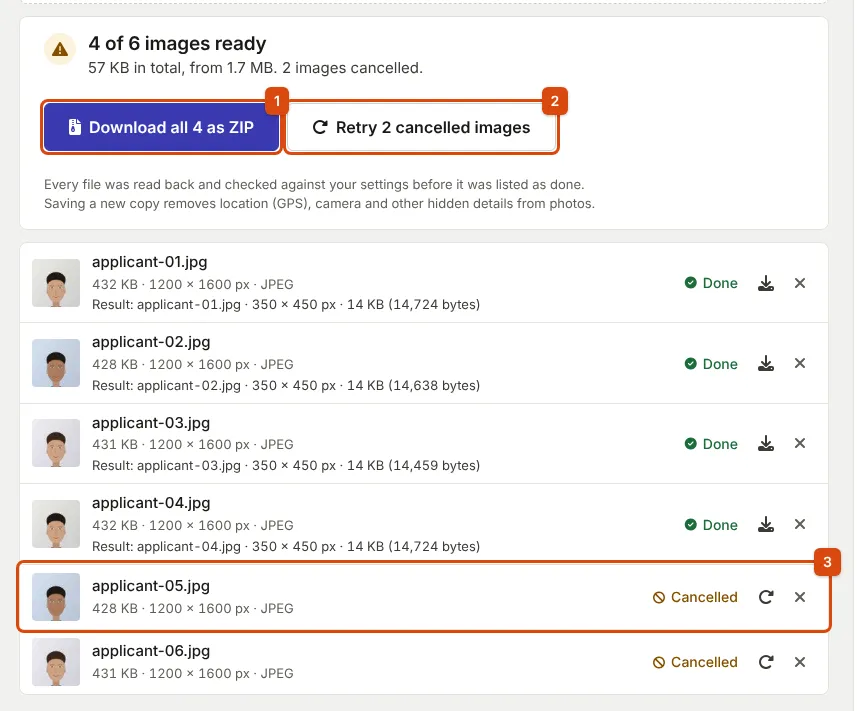 4 of 6 images ready
57 KB in total, from 1.7 MB. 2 images cancelled.
1
2
Download all 4 as ZIP
Retry 2 cancelled images
Every file was read back and checked against your settings before it was listed as done.
Saving a new copy removes location (GPS), camera and other hidden details from photos.
applicant-01.jpg
432 KB · 1200 × 1600 px · JPEG
Result: applicant-01.jpg · 350 × 450 px · 14 KB (14,724 bytes)
Done
applicant-02.jpg
428 KB · 1200 × 1600 px · JPEG
Result: applicant-02.jpg · 350 × 450 px · 14 KB (14,638 bytes)
Done
applicant-03.jpg
431 KB · 1200 × 1600 px · JPEG
Result: applicant-03.jpg · 350 × 450 px · 14 KB (14,459 bytes)
Done
applicant-04.jpg
432 KB · 1200 × 1600 px · JPEG
Result: applicant-04.jpg · 350 × 450 px · 14 KB (14,724 bytes)
Done
3
applicant-05.jpg
428 KB · 1200 × 1600 px · JPEG
Cancelled
applicant-06.jpg
431 KB · 1200 × 1600 px · JPEG
Cancelled